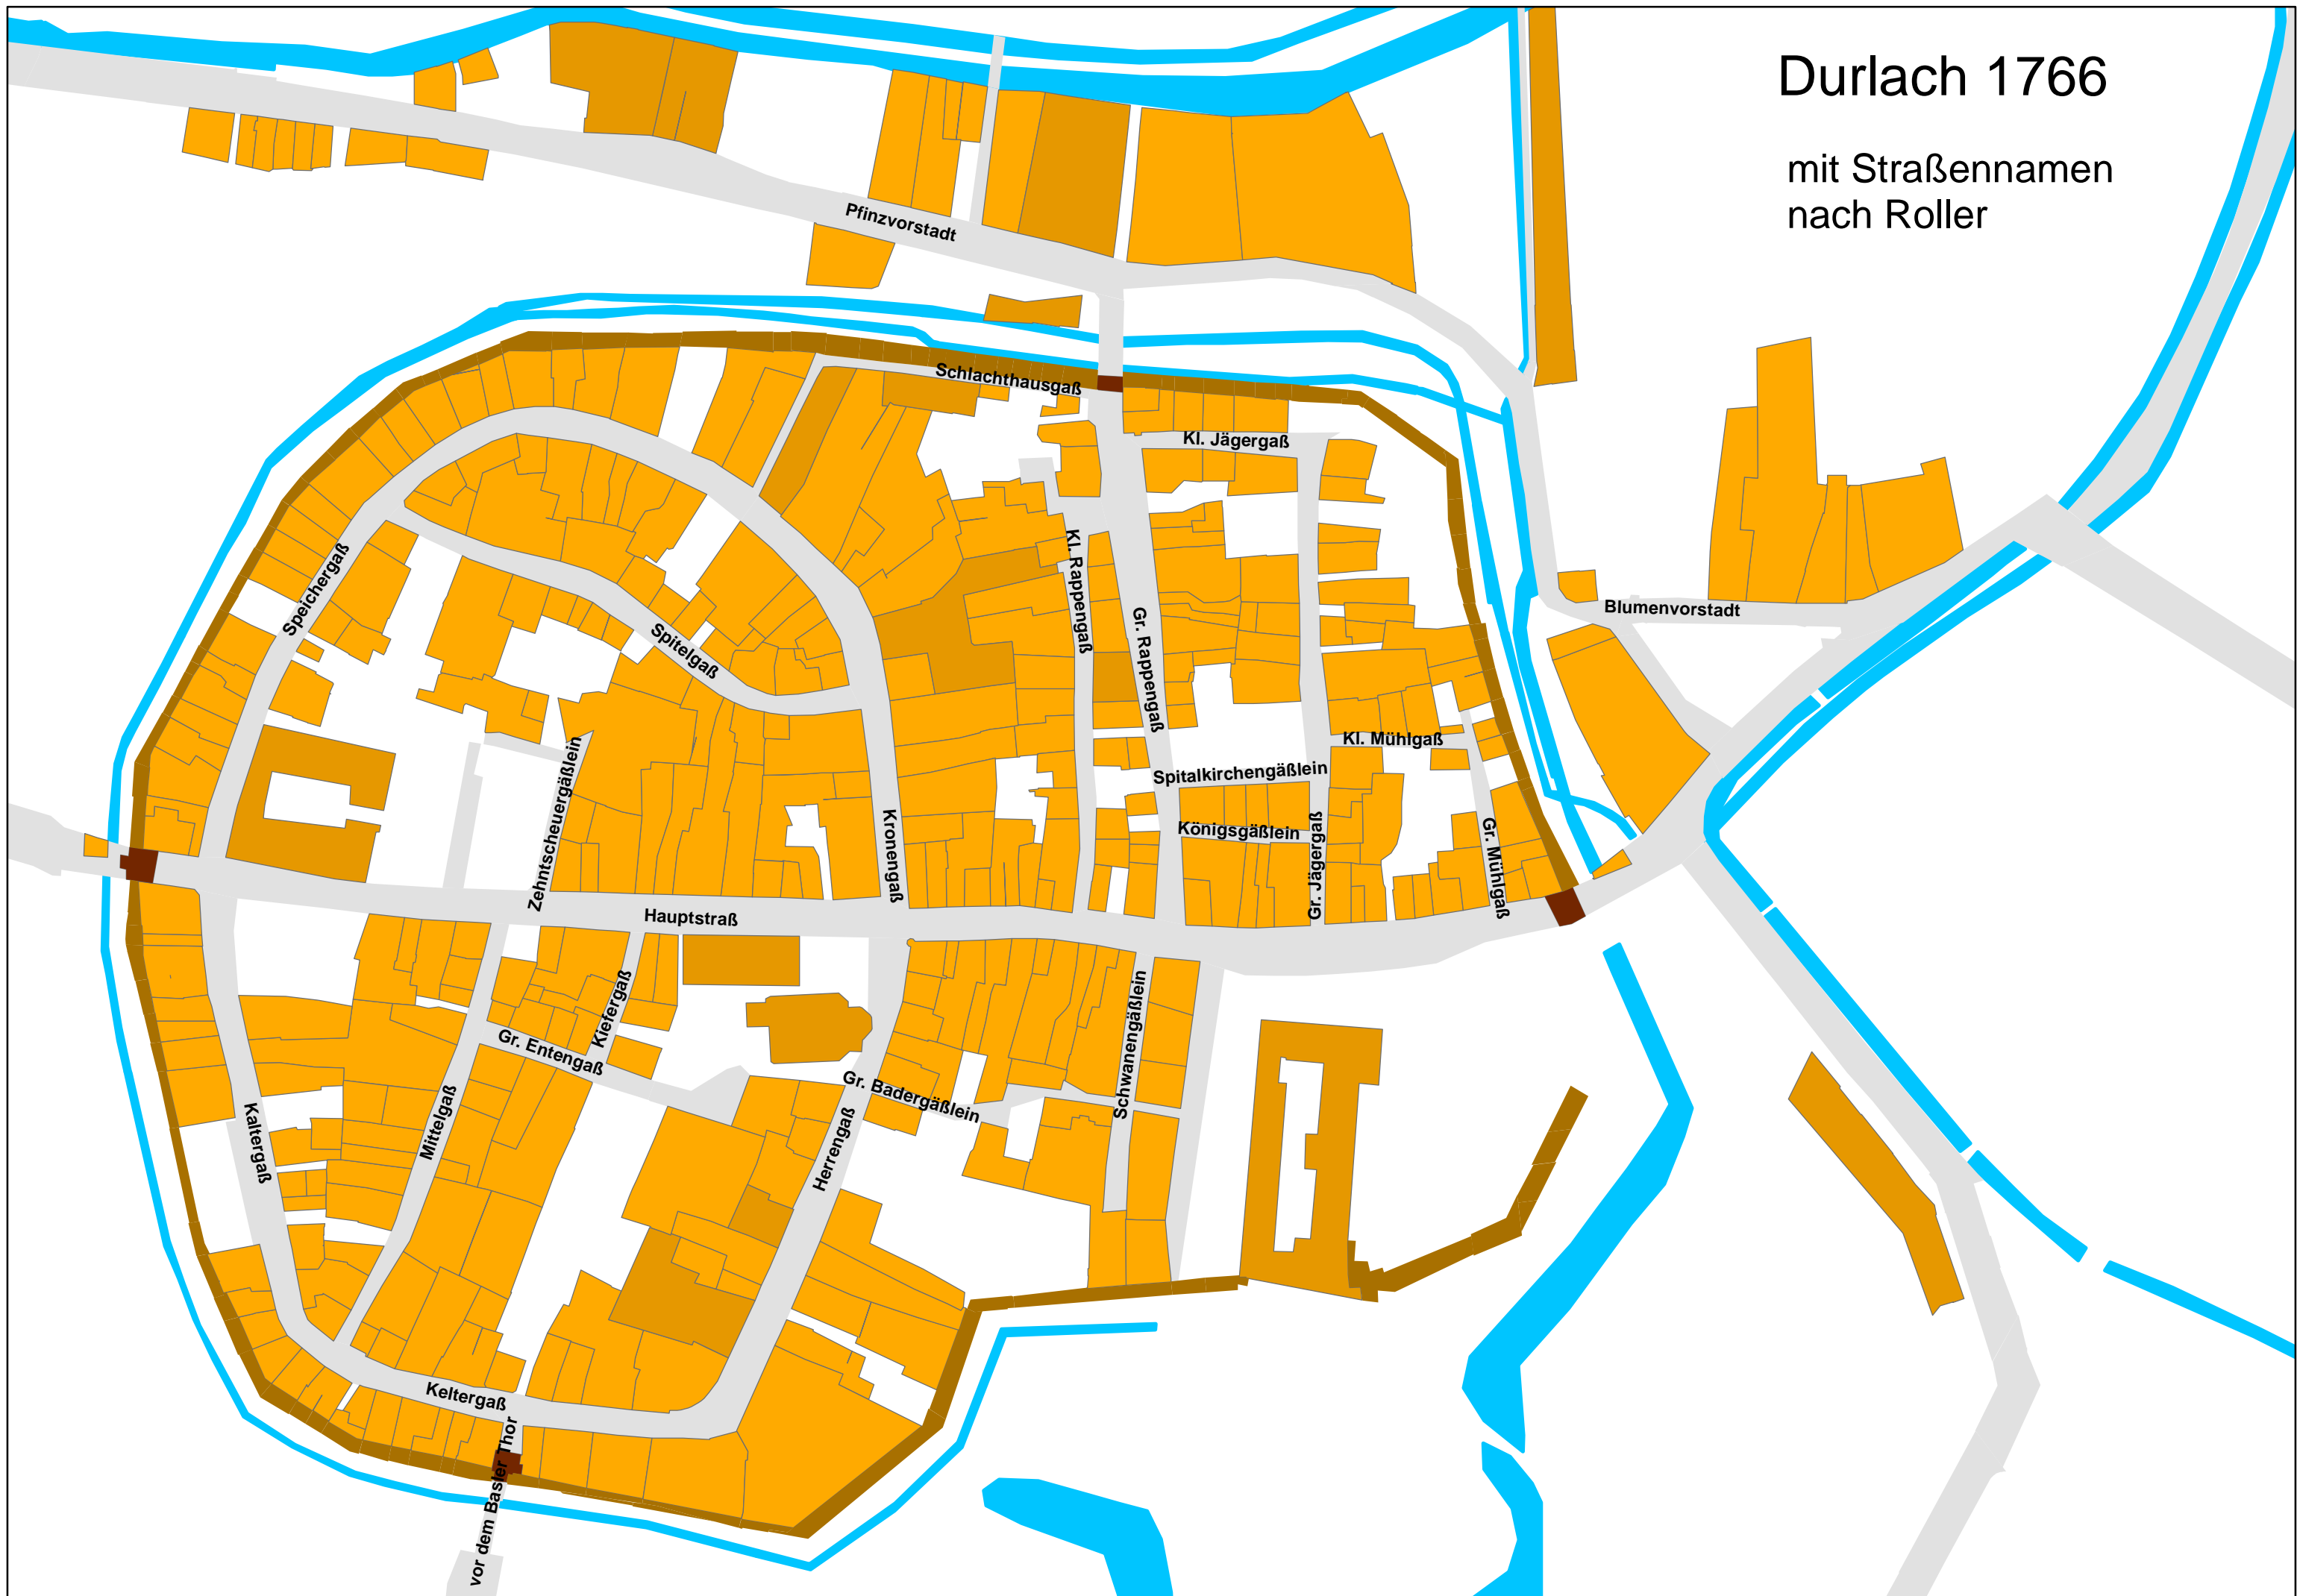 Durlach 1766
mit Straßennamen
nach Roller
Pfinzvorstadt
Schlachthausgaß
Kl. Jägergaß
Speichergaß
Kl. Rappengaß
Gr. Rappengaß
Blumenvorstadt
Spitelgaß
Kl. Mühlgaß
Spitalkirchengäßlein
Zehntscheuergäßlein
Kronengaß
Königsgäßlein
Gr. Jägergaß
Gr. Mühlgaß
Hauptstraß
Kiefergaß
Schwanengäßlein
Gr. Entengaß
Gr. Badergäßlein
Kaltergaß
Mittelgaß
Herrengaß
Keltergaß
vor dem Basler Thor